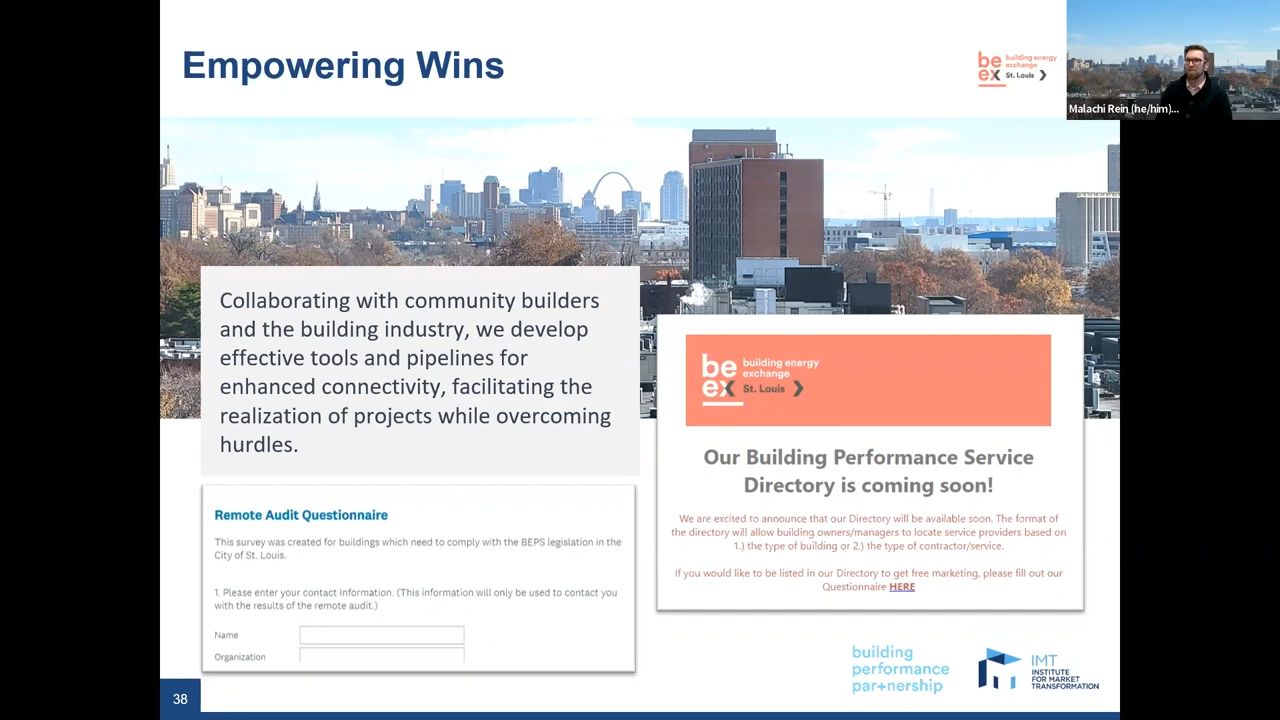 Empowering Wins
be
ex
building energy
exchange
St. Louis
Malachi Rein (he/him)...
Collaborating with community builders
and the building industry, we develop
effective tools and pipelines for
enhanced connectivity, facilitating the
realization of projects while overcoming
hurdles.
be
ex
building energy
exchange
St. Louis
Our Building Performance Service
Directory is coming soon!
We are excited to announce that our Directory will be available soon. The format of
the directory will allow building owners/managers to locate service providers based on
1.) the type of building or 2.) the type of contractor/service.
If you would like to be listed in our Directory to get free marketing, please fill out our
Questionnaire HERE
Remote Audit Questionnaire
This survey was created for buildings which need to comply with the BEPS legislation in the
City of St. Louis.
1. Please enter your contact Information. (This information will only be used to contact you
with the results of the remote audit.)
Name
Organization
building
performance
par+nership
IMT
INSTITUTE
FOR MARKET
TRANSFORMATION
38